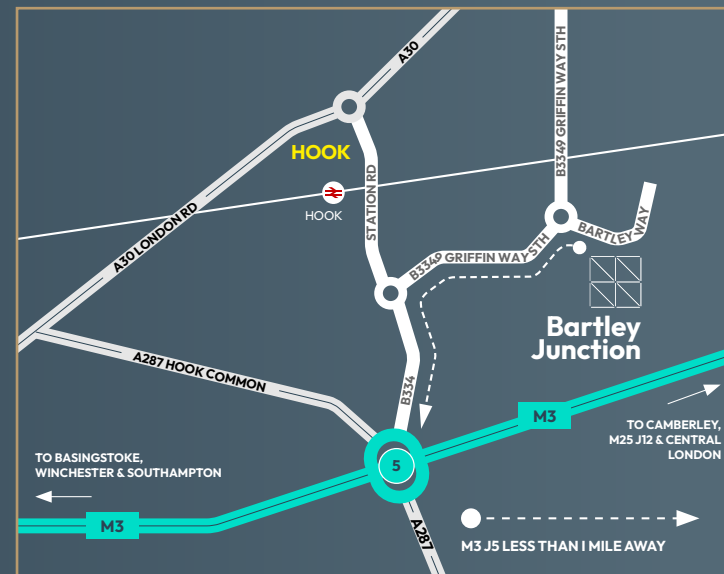 A30
B3349 GRIFFIN WAY STH
HOOK
STATION RD
HOOK
A30 LONDON RD
BARTLEY WAY
B3349 GRIFFIN WAY STH
Bartley
Junction
A287 HOOK COMMON
B334
M3
TO CAMBERLEY,
M25 J12 & CENTRAL
LONDON
TO BASINGSTOKE,
WINCHESTER & SOUTHAMPTON
5
M3
A287
M3 J5 LESS THAN 1 MILE AWAY